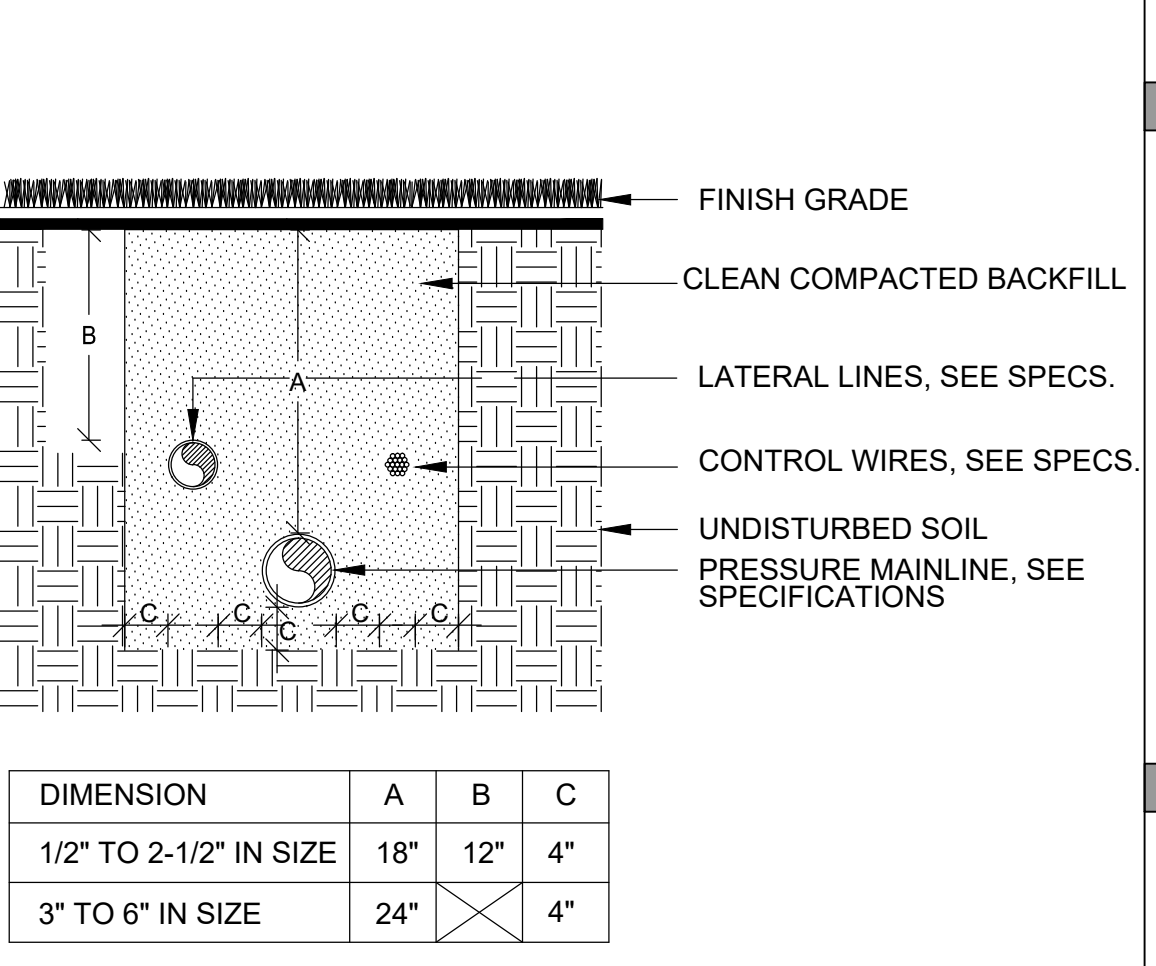 FINISH GRADE
CLEAN COMPACTED BACKFILL
B
A
LATERAL LINES, SEE SPECS.
CONTROL WIRES, SEE SPECS.
UNDISTURBED SOIL
PRESSURE MAINLINE, SEE
SPECIFICATIONS
C C C C
C
DIMENSION A B C
1/2" TO 2-1/2" IN SIZE 18" 12" 4"
3" TO 6" IN SIZE 24" 4"